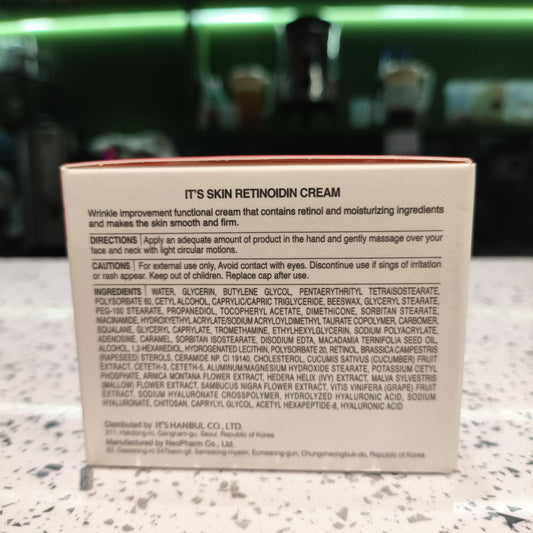 IT'S SKIN RETINOIDIN CREAM
Wrinkle improvement functional cream that contains retinol and moisturizing ingredients
and makes the skin smooth and firm.
DIRECTIONS | Apply an adequate amount of product in the hand and gently massage over your
face and neck with light circular motions.
CAUTIONS | For external use only, Avoid contact with eyes. Discontinue use if sings of irritation
or rash appear. Keep out of children. Replace cap after use.
INGREDIENTS | WATER, GLYCERIN, BUTYLENE GLYCOL, PENTAERYTHRITYL TETRAISOSTEARATE,
POLYSORBATE 60, CETYL ALCOHOL, CAPRYLIC/CAPRIC TRIGLYCERIDE, BEESWAX, GLYCERYL STEARATE,
PEG-100 STEARATE, PROPANEDIOL, TOCOPHERYL ACETATE, DIMETHICONE, SORBITAN STEARATE,
NIACINAMIDE, HYDROXYETHYL ACRYLATE/SODIUM ACRYLOYLDIMETHYL TAURATE COPOLYMER, CARBOMER,
SQUALANE, GLYCERYL CAPRYLATE, TROMETHAMINE, ETHYLHEXYLGLYCERIN, SODIUM POLYACRYLATE,
ADENOSINE, CARAMEL, SORBITAN ISOSTEARATE, DISODIUM EDTA, MACADAMIA TERNIFOLIA SEED OIL,
ALCOHOL, 1,2-HEXANEDIOL, HYDROGENATED LECITHIN, POLYSORBATE 20, RETINOL, BRASSICA CAMPESTRIS
(RAPESEED) STEROLS, CERAMIDE NP, CI 19140, CHOLESTEROL, CUCUMIS SATIVUS (CUCUMBER) FRUIT
EXTRACT, CETETH-3, CETETH-5, ALUMINUM/MAGNESIUM HYDROXIDE STEARATE, POTASSIUM CETYL
PHOSPHATE, ARNICA MONTANA FLOWER EXTRACT, HEDERA HELIX (IVY) EXTRACT, MALVA SYLVESTRIS
(MALLOW) FLOWER EXTRACT, SAMBUCUS NIGRA FLOWER EXTRACT, VITIS VINIFERA (GRAPE) FRUIT
EXTRACT, SODIUM HYALURONATE CROSSPOLYMER, HYDROLYZED HYALURONIC ACID, SODIUM
HYALURONATE, CHITOSAN, CAPRYLYL GLYCOL, ACETYL HEXAPEPTIDE-8, HYALURONIC ACID
Distributed by It'S HANBUL CO., LTD.
311, Gangnam-gu, Seoul, Republic of Korea
Manufactured by NeoPharm Co., Ltd.
Eumseong-gun, Chungcheongbuk-do, Republic of Korea